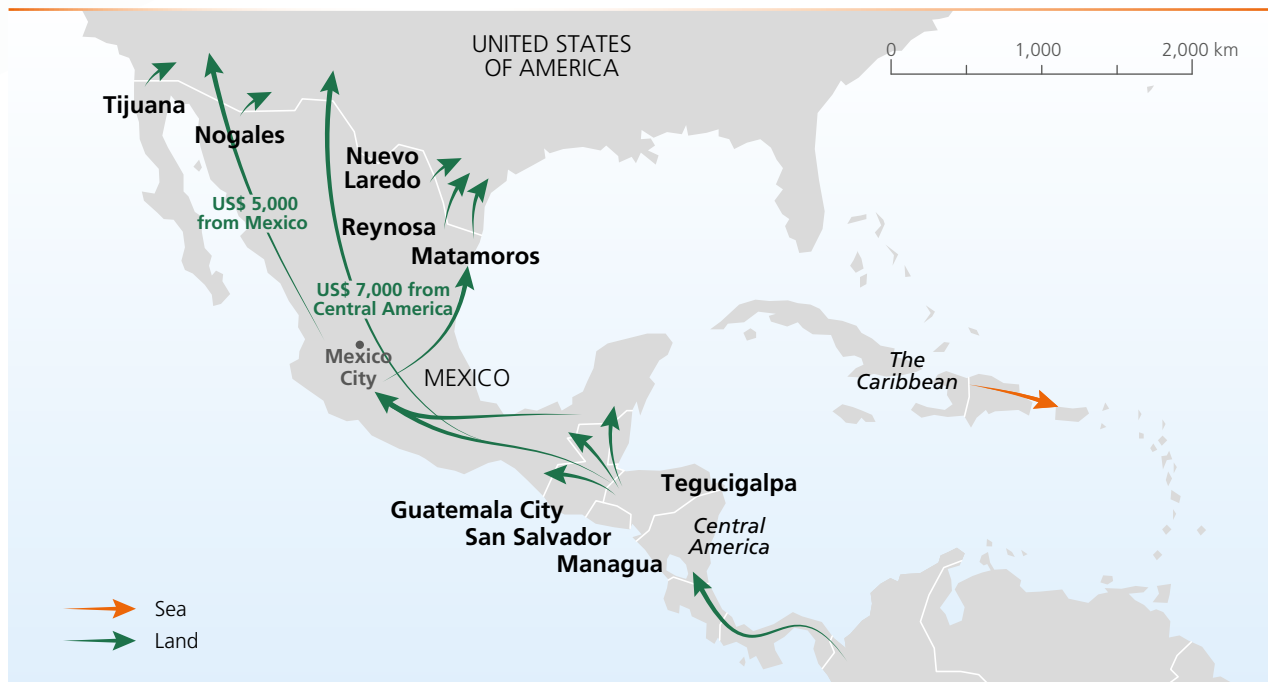 UNITED STATES
OF AMERICA
0 1,000 2,000 km
Tijuana
Nogales
Nuevo
Laredo
US$ 5,000
from Mexico
Reynosa
Matamoros
US$ 7,000 from
Central America
Mexico
City
MEXICO
The
Caribbean
Tegucigalpa
Guatemala City
San Salvador
Managua
Central
America
Sea
Land